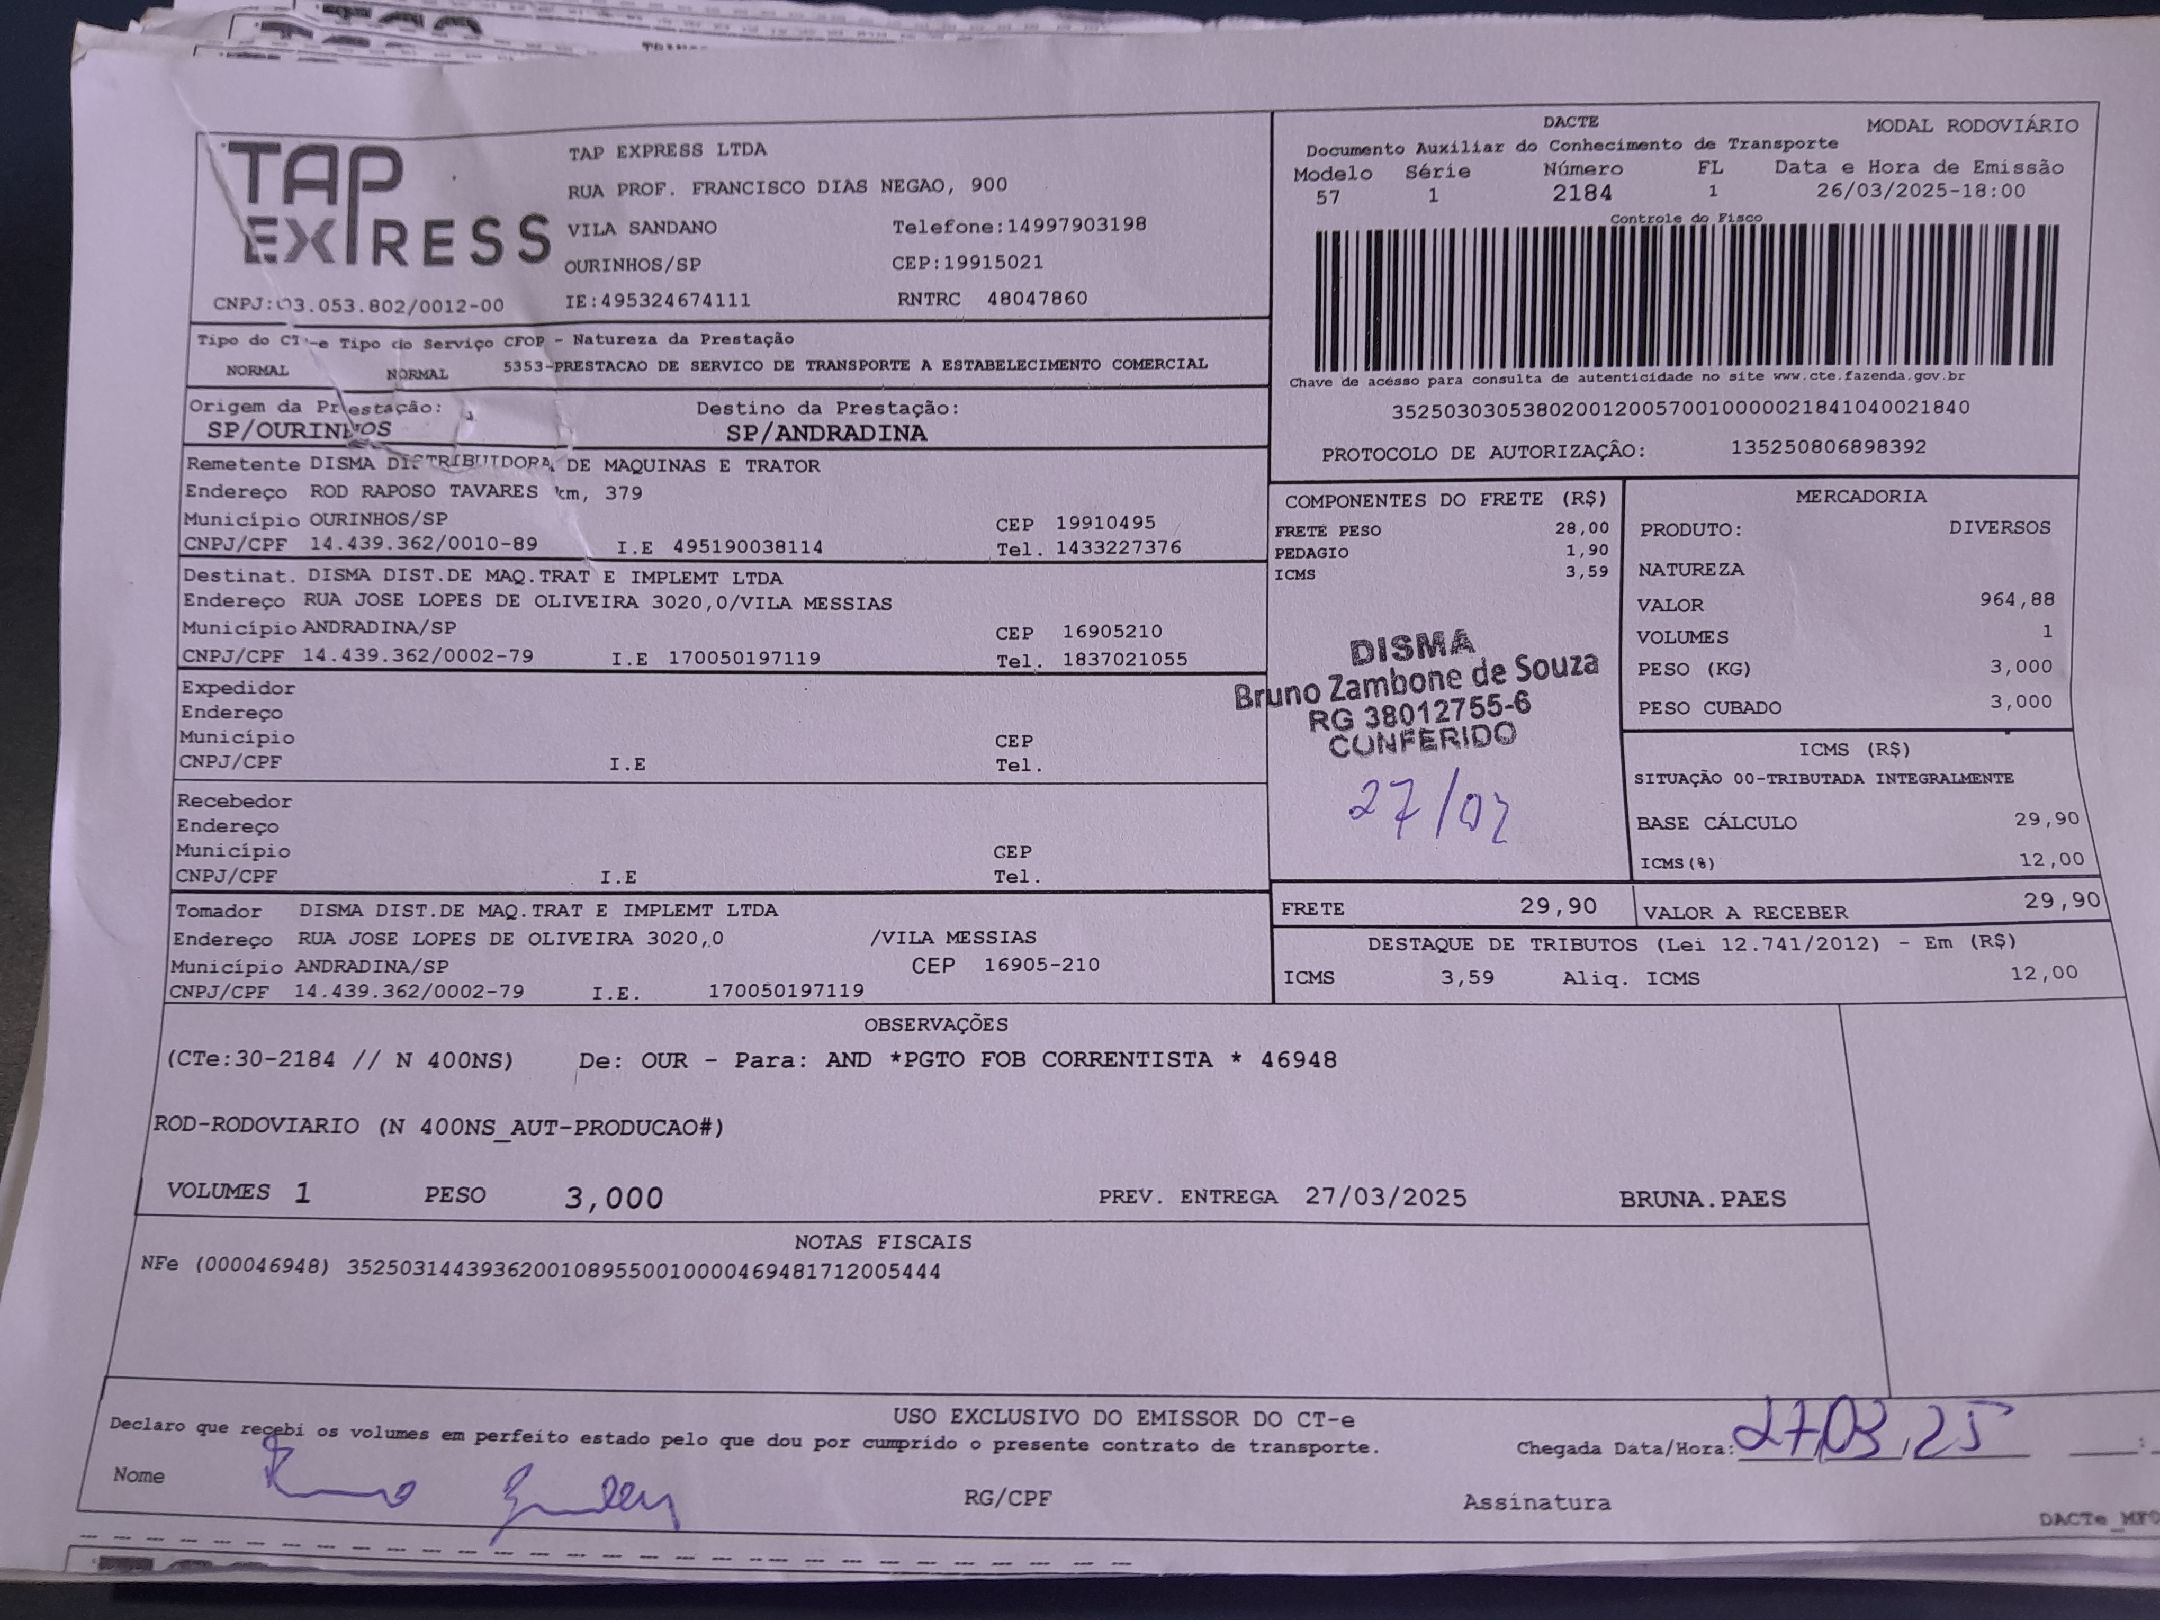 TAP
EXPRESS
CNPJ:03.053.802/0012-00
TAP EXPRESS LTDA
RUA PROF. FRANCISCO DIAS NEGAO, 900
VILA SANDANO Telefone:14997903198
OURINHOS/SP CEP:19915021
IE:495324674111 RNTRC 48047860
DACTE MODAL RODOVIÁRIO
Documento Auxiliar do Conhecimento de Transporte
Modelo Série Número FL Data e Hora de Emissão
57 1 2184 1 26/03/2025-18:00
Controle do Fisco
Chave de acesso para consulta de autenticidade no site www.cte.fazenda.gov.br
35250303053802001200570010000021841040021840
PROTOCOLO DE AUTORIZAÇÃO: 135250806898392
Tipo do CT-e Tipo do Serviço CFOP - Natureza da Prestação
NORMAL NORMAL 5353-PRESTACAO DE SERVICO DE TRANSPORTE A ESTABELECIMENTO COMERCIAL
Origem da Prestação: Destino da Prestação:
SP/OURINHOS SP/ANDRADINA
Remetente DISMA DISTRIBUIDORA DE MAQUINAS E TRATOR
Endereço ROD RAPOSO TAVARES km, 379
Município OURINHOS/SP CEP 19910495
CNPJ/CPF 14.439.362/0010-89 I.E 495190038114 Tel. 1433227376
Destinat. DISMA DIST.DE MAQ.TRAT E IMPLEMT LTDA
Endereço RUA JOSE LOPES DE OLIVEIRA 3020,0/VILA MESSIAS
Município ANDRADINA/SP CEP 16905210
CNPJ/CPF 14.439.362/0002-79 I.E 170050197119 Tel. 1837021055
Expedidor
Endereço
Município CEP
CNPJ/CPF I.E Tel.
Recebedor
Endereço
Município CEP
CNPJ/CPF I.E Tel.
Tomador DISMA DIST.DE MAQ.TRAT E IMPLEMT LTDA
Endereço RUA JOSE LOPES DE OLIVEIRA 3020,0 /VILA MESSIAS
Município ANDRADINA/SP CEP 16905-210
CNPJ/CPF 14.439.362/0002-79 I.E. 170050197119
COMPONENTES DO FRETE (R$)
FRETE PESO 28,00
PEDAGIO 1,90
ICMS 3,59
DISMA
Bruno Zambone de Souza
RG 38012755-6
CONFERIDO
27/03
MERCADORIA
PRODUTO: DIVERSOS
NATUREZA
VALOR 964,88
VOLUMES 1
PESO (KG) 3,000
PESO CUBADO 3,000
ICMS (R$)
SITUAÇÃO 00-TRIBUTADA INTEGRALMENTE
BASE CÁLCULO 29,90
ICMS(%) 12,00
FRETE 29,90 VALOR A RECEBER 29,90
DESTAQUE DE TRIBUTOS (Lei 12.741/2012) - Em (R$)
ICMS 3,59 Aliq. ICMS 12,00
OBSERVAÇÕES
(CTe:30-2184 // N 400NS) De: OUR - Para: AND *PGTO FOB CORRENTISTA * 46948
ROD-RODOVIARIO (N 400NS_AUT-PRODUCAO#)
VOLUMES 1 PESO 3,000 PREV. ENTREGA 27/03/2025 BRUNA.PAES
NOTAS FISCAIS
NFe (000046948) 35250314439362001089550010000469481712005444
USO EXCLUSIVO DO EMISSOR DO CT-e
Declaro que recebi os volumes em perfeito estado pelo que dou por cumprido o presente contrato de transporte.
Chegada Data/Hora: 27/03/25 :
Nome RG/CPF Assinatura